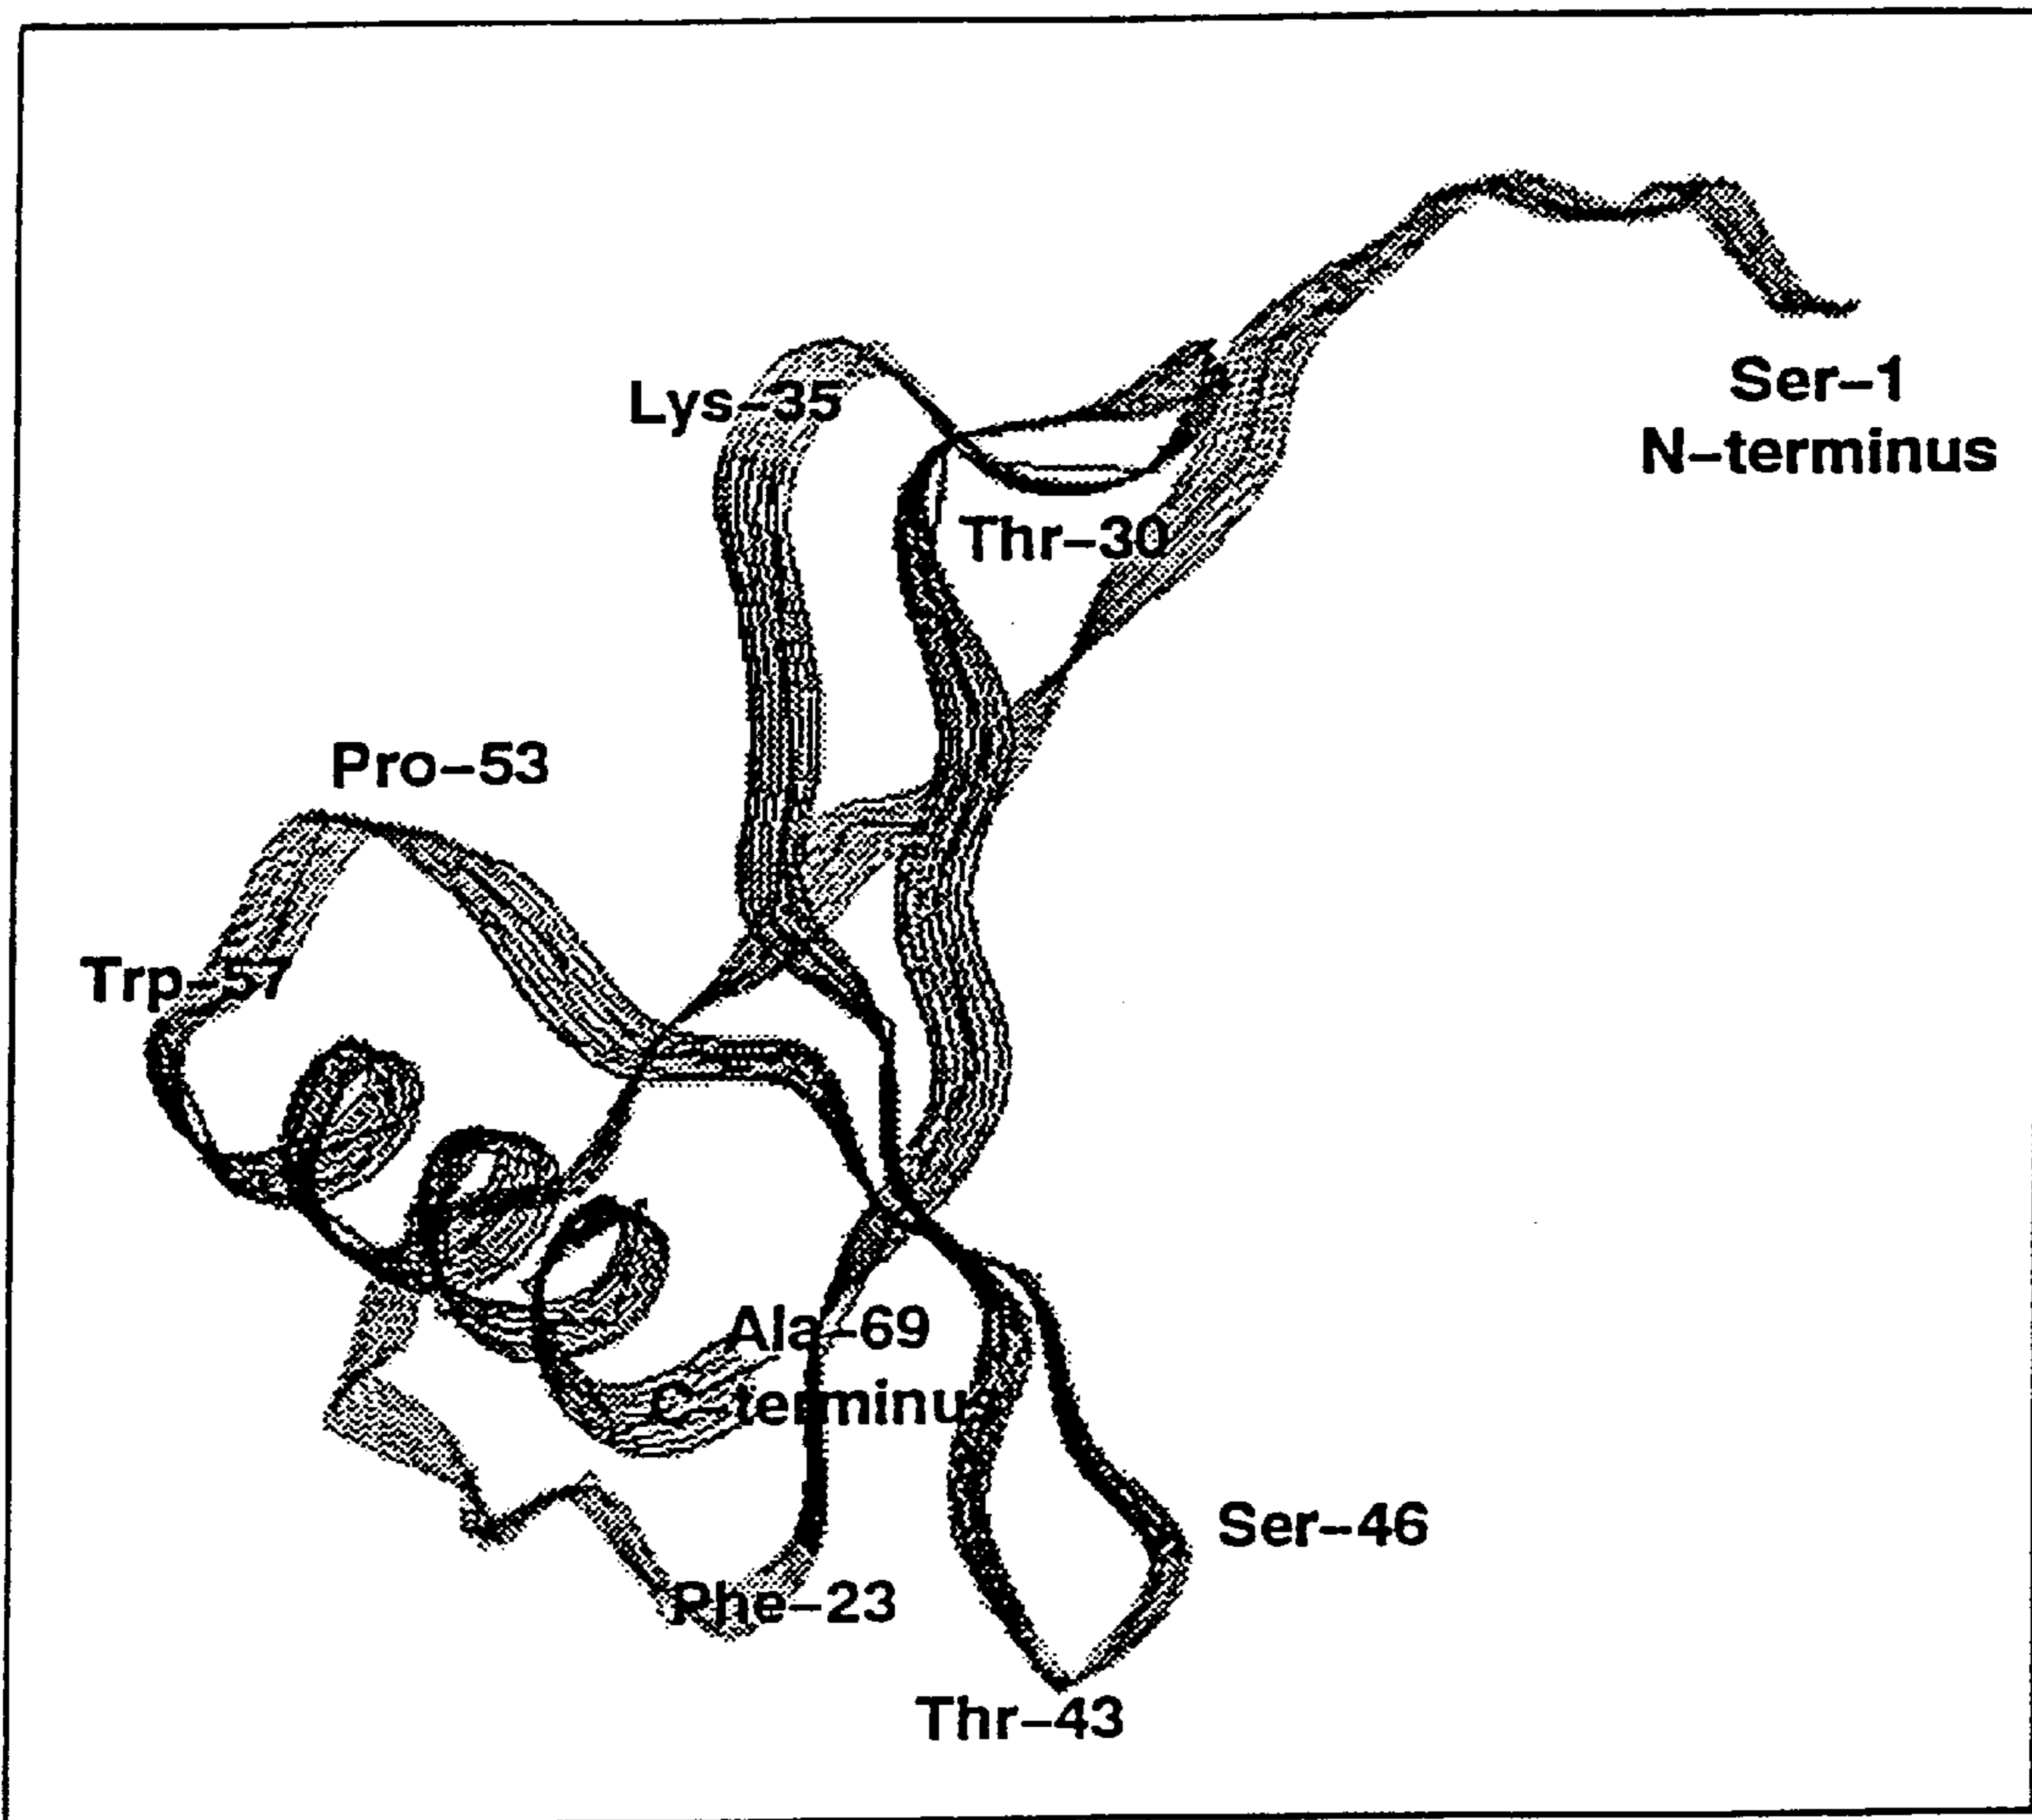 Ser-1
N-terminus
Lys-35
Thr-30
Pro-53
Trp-57
Ala-69
C-terminus
Ser-46
Phe-23
Thr-43